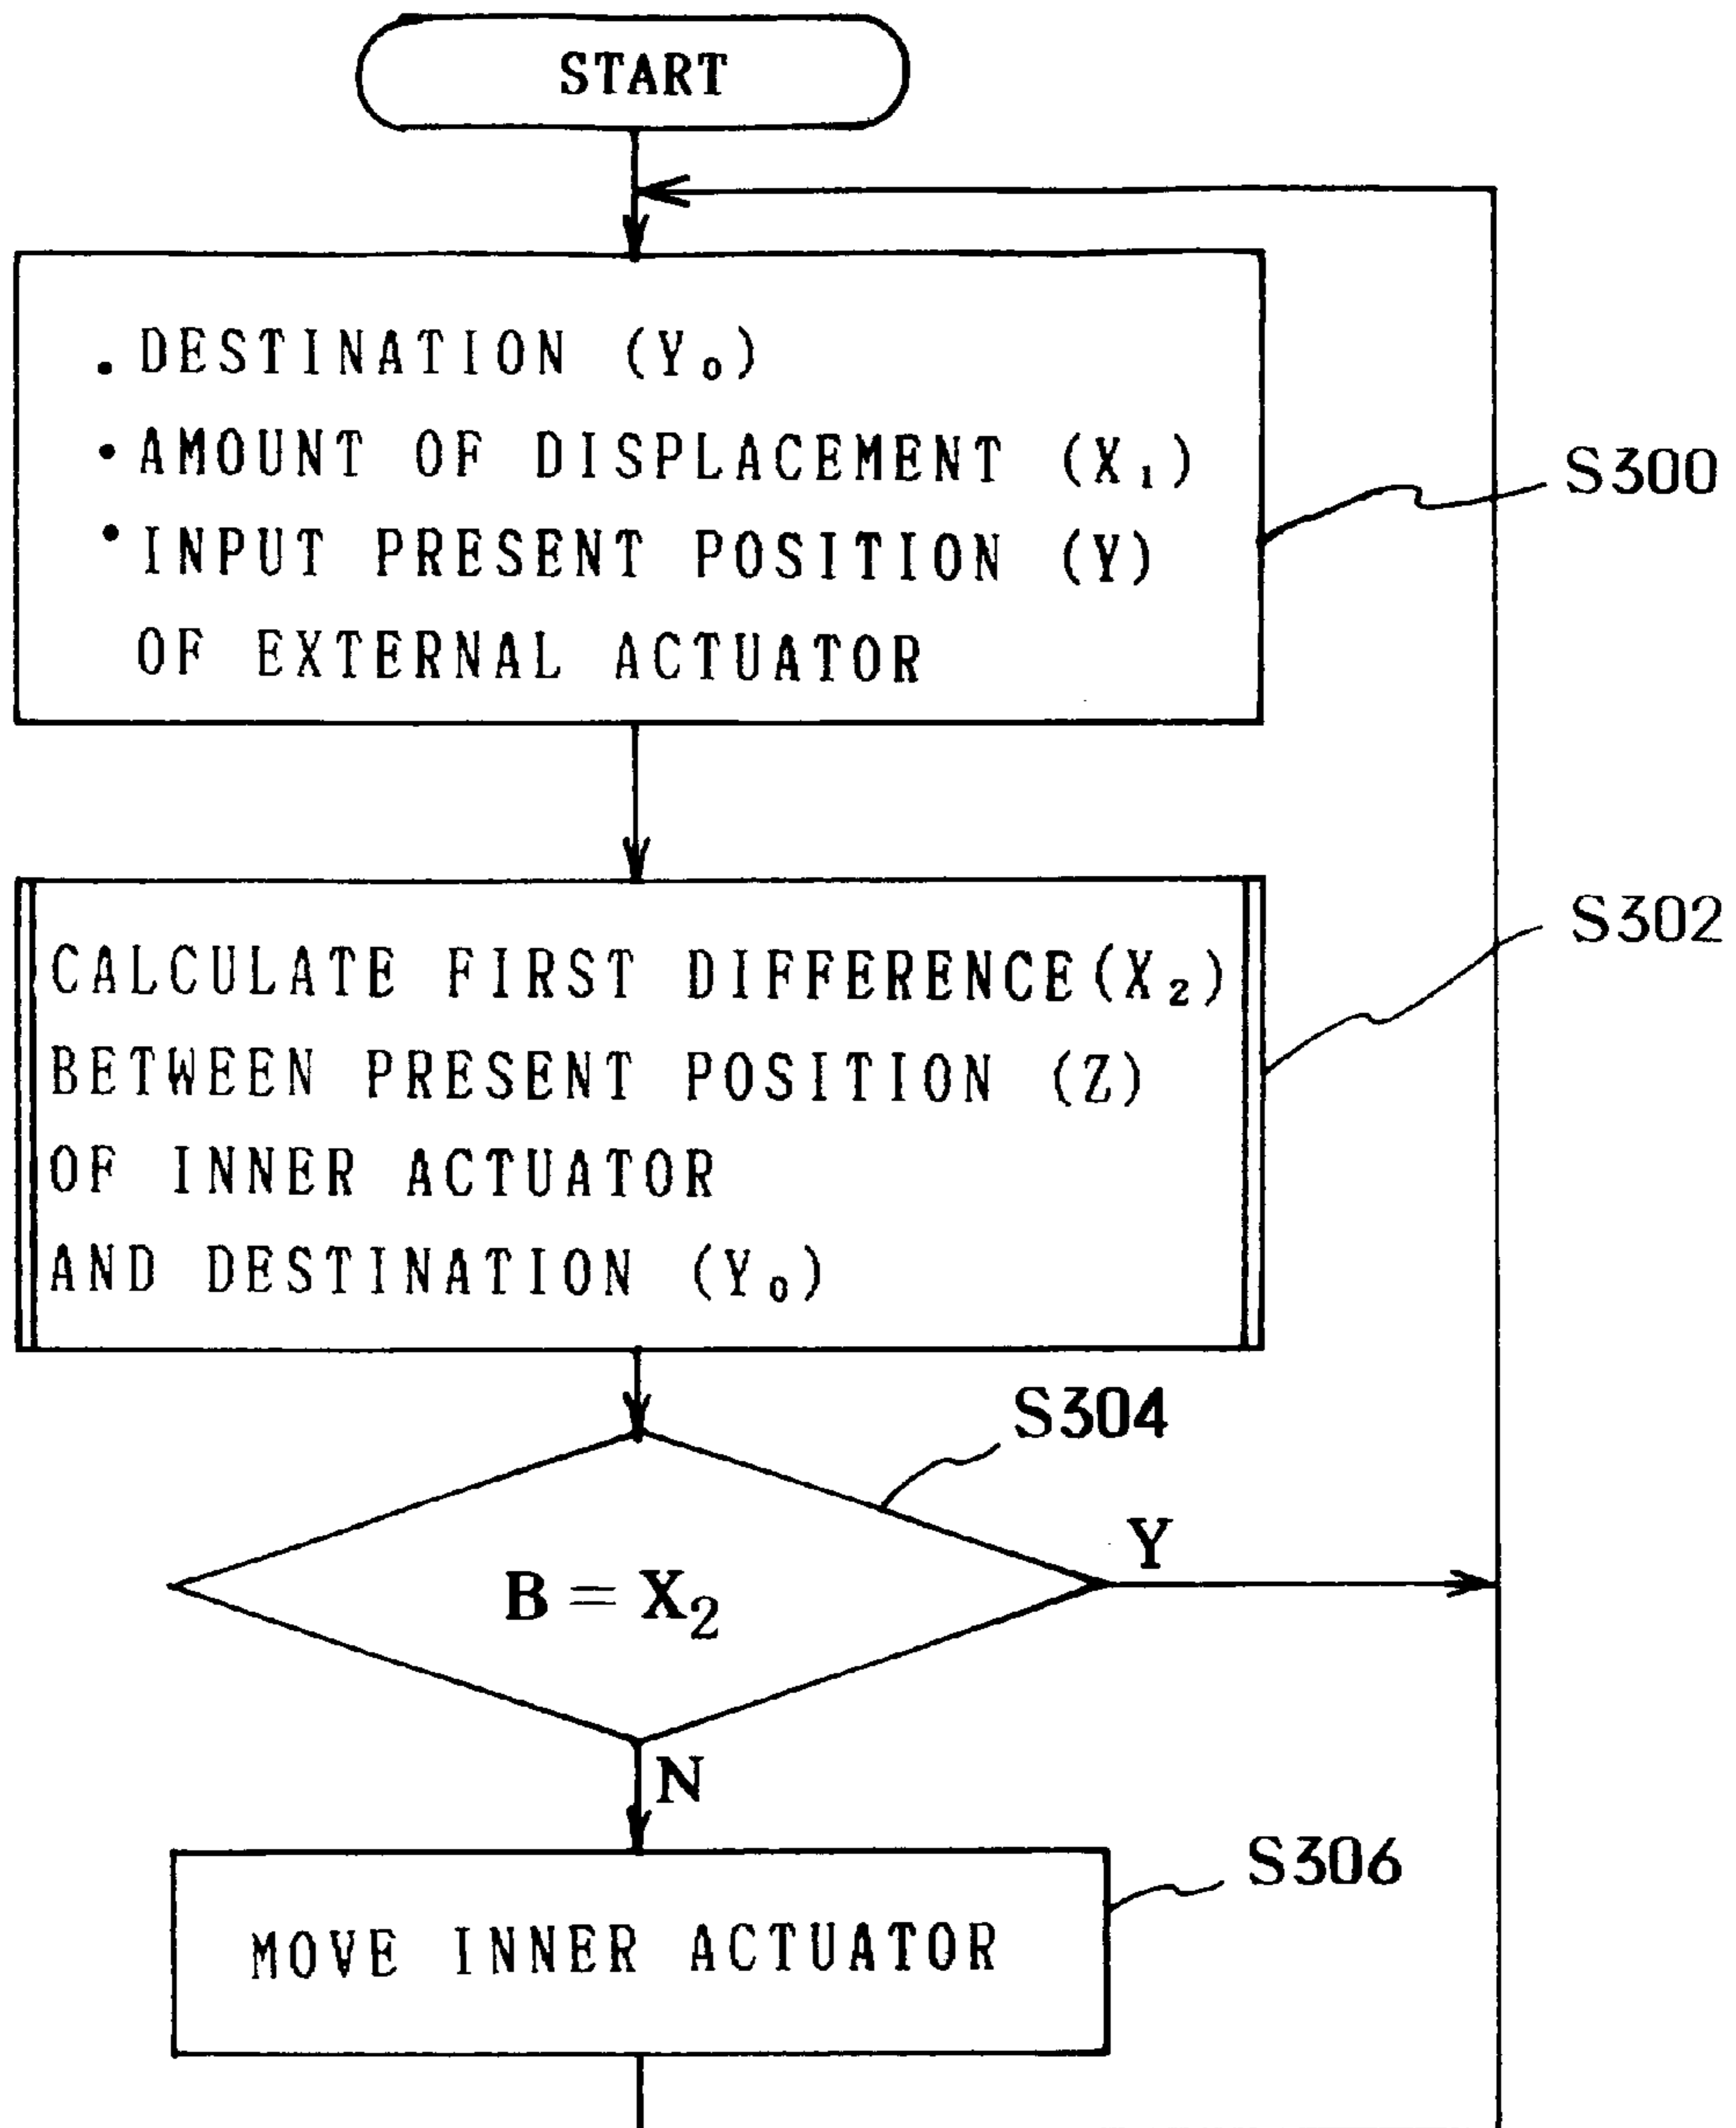 START
. DESTINATION (Y₀)
• AMOUNT OF DISPLACEMENT (X₁)
• INPUT PRESENT POSITION (Y)
OF EXTERNAL ACTUATOR
S300
CALCULATE FIRST DIFFERENCE(X₂)
BETWEEN PRESENT POSITION (Z)
OF INNER ACTUATOR
AND DESTINATION (Y₀)
S302
S304
B = X₂
Y
N
S306
MOVE INNER ACTUATOR